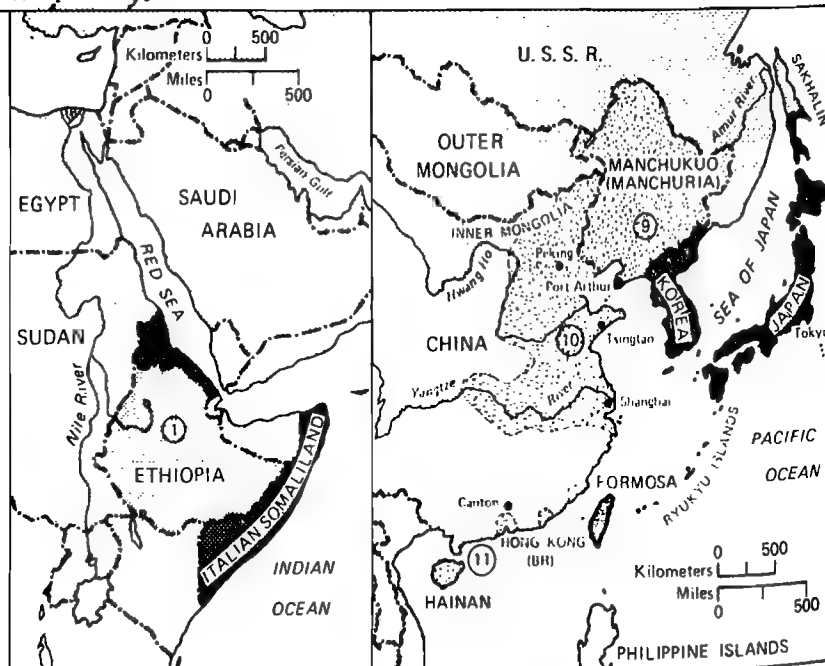 Kilometers
0 500
Miles
0 500
EGYPT
SAUDI
ARABIA
Persian Gulf
RED SEA
SUDAN
Nile River
1
ETHIOPIA
ITALIAN SOMALILAND
INDIAN
OCEAN
U.S.S.R.
SAKHALIN
Amur River
OUTER
MONGOLIA
MANCHUKUO
(MANCHURIA)
INNER MONGOLIA
9
Peking
Hwang Ho
Port Arthur
KOREA
SEA OF JAPAN
JAPAN
Tokyo
CHINA
10
Tsingtao
Yangtze
River
Shanghai
PACIFIC
OCEAN
RYUKYU ISLANDS
FORMOSA
Canton
HONG KONG
(BR)
11
HAINAN
Kilometers
0 500
Miles
0 500
PHILIPPINE ISLANDS